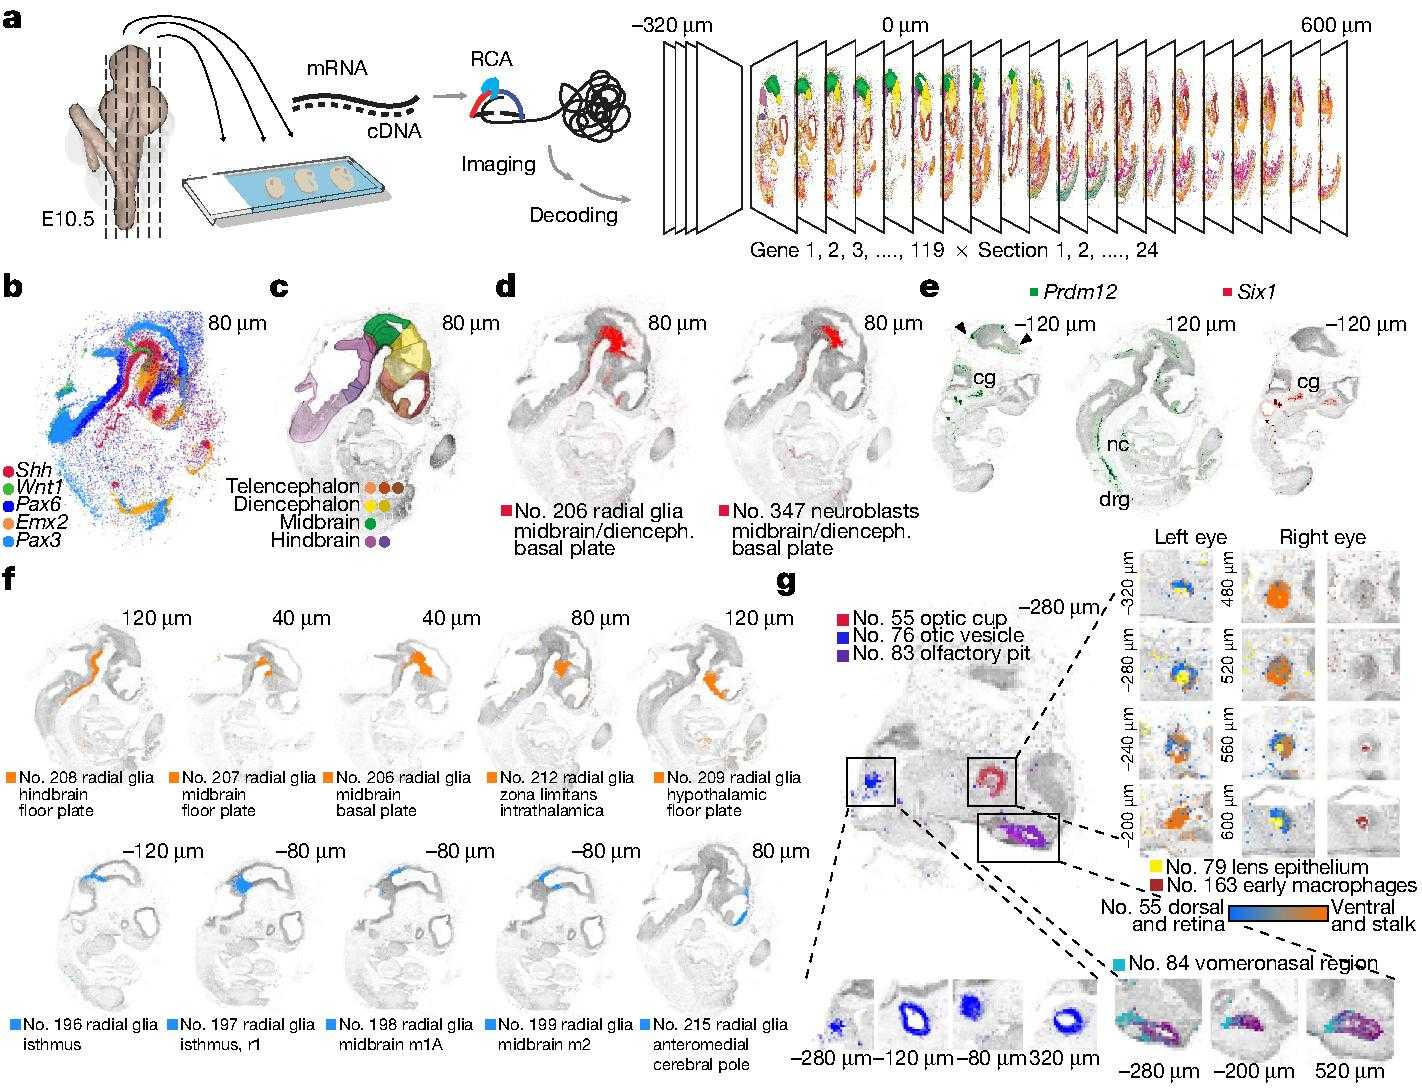 a
–320 µm
0 µm
600 µm
mRNA
cDNA
RCA
Imaging
Decoding
E10.5
Gene 1, 2, 3, ...., 119 × Section 1, 2, ...., 24
b
80 µm
Shh
Wnt1
Pax6
Emx2
Pax3
c
80 µm
Telencephalon
Diencephalon
Midbrain
Hindbrain
d
80 µm
80 µm
No. 206 radial glia
midbrain/dienceph.
basal plate
No. 347 neuroblasts
midbrain/dienceph.
basal plate
e
Prdm12
Six1
–120 µm
120 µm
–120 µm
cg
nc
drg
cg
f
120 µm
40 µm
40 µm
80 µm
120 µm
No. 208 radial glia
hindbrain
floor plate
No. 207 radial glia
midbrain
floor plate
No. 206 radial glia
midbrain
basal plate
No. 212 radial glia
zona limitans
intrathalamica
No. 209 radial glia
hypothalamic
floor plate
–120 µm
–80 µm
–80 µm
–80 µm
80 µm
No. 196 radial glia
isthmus
No. 197 radial glia
isthmus, r1
No. 198 radial glia
midbrain m1A
No. 199 radial glia
midbrain m2
No. 215 radial glia
anteromedial
cerebral pole
g
No. 55 optic cup
No. 76 otic vesicle
No. 83 olfactory pit
–280 µm
Left eye
Right eye
–320 µm
–280 µm
–240 µm
–200 µm
480 µm
520 µm
560 µm
600 µm
No. 79 lens epithelium
No. 163 early macrophages
No. 55 dorsal
and retina
Ventral
and stalk
No. 84 vomeronasal region
–280 µm
–120 µm
–80 µm
320 µm
–280 µm
–200 µm
520 µm